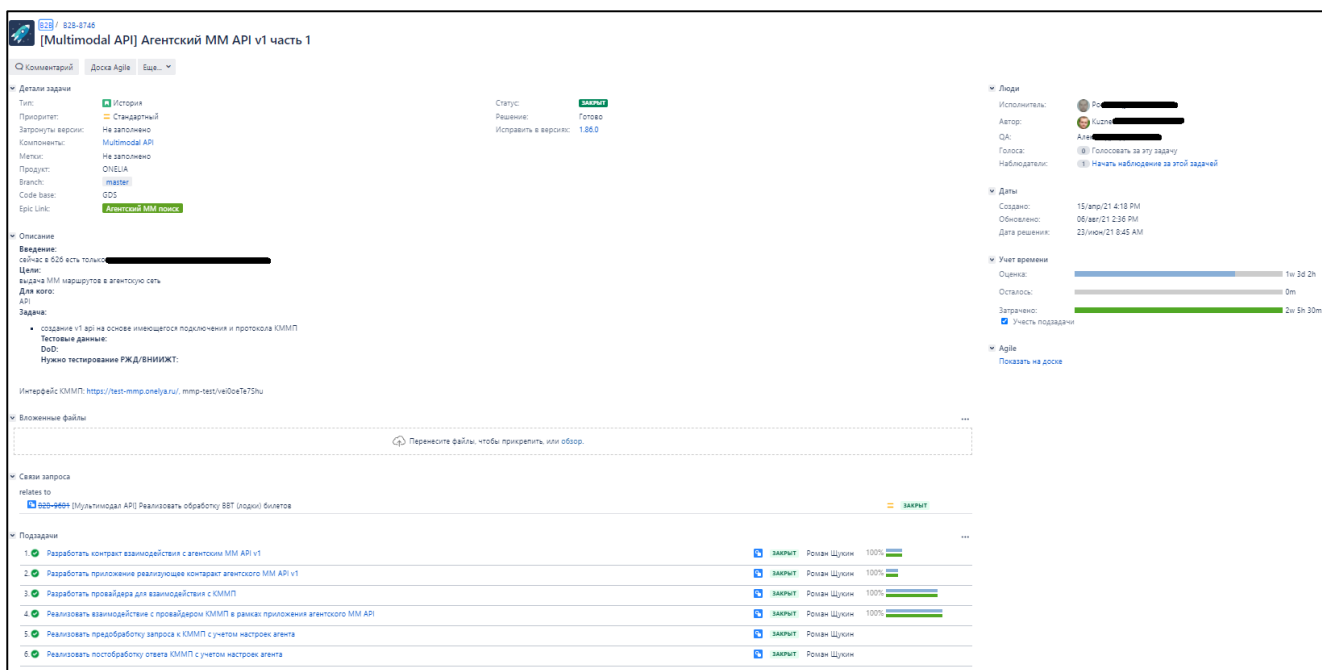 B2B / B2B-8746
[Multimodal API] Агентский ММ API v1 часть 1
Комментарий Доска Agile Еще...
Детали задачи
Тип: История
Приоритет: Стандартный
Затронуты версии: Не заполнено
Компоненты: Multimodal API
Метки: Не заполнено
Продукт: ONELIA
Branch: master
Code base: GDS
Epic Link: Агентский ММ поиск
Статус: ЗАКРЫТ
Решение: Готово
Исправить в версиях: 1.86.0
Описание
Введение:
сейчас в б2б есть только
Цели:
выдача ММ маршрутов в агентскую сеть
Для кого:
API
Задача:
создание v1 api на основе имеющегося подключения и протокола КММП
Тестовые данные:
DoD:
Нужно тестирование РЖД/ВНИИЖТ:
Интерфейс КММП: https://test-mmp.onelya.ru/, mmp-test/vei0oeTe75hu
Вложенные файлы
Перенесите файлы, чтобы прикрепить, или обзор.
Связи запроса
relates to
B2B-9601 [Мультимодал API] Реализовать обработку ВВТ (лодки) билетов ЗАКРЫТ
Подзадачи
1. Разработать контракт взаимодействия с агентским ММ API v1 ЗАКРЫТ Роман Щукин 100%
2. Разработать приложение реализующее контаракт агентского ММ API v1 ЗАКРЫТ Роман Щукин 100%
3. Разработать провайдера для взаимодействия с КММП ЗАКРЫТ Роман Щукин 100%
4. Реализовать взаимодействие с провайдером КММП в рамках приложения агентского ММ API ЗАКРЫТ Роман Щукин 100%
5. Реализовать предобработку запроса к КММП с учетом настроек агента ЗАКРЫТ Роман Щукин
6. Реализовать постобработку ответа КММП с учетом настроек агента ЗАКРЫТ Роман Щукин
Люди
Исполнитель:
Автор: Kuzne
QA: Але
Голоса: 0 Голосовать за эту задачу
Наблюдатели: 1 Начать наблюдение за этой задачей
Даты
Создано: 15/апр/21 4:18 PM
Обновлено: 06/авг/21 2:36 PM
Дата решения: 23/июн/21 8:45 AM
Учет времени
Оценка: 1w 3d 2h
Осталось: 0m
Затрачено: 2w 5h 30m
Учесть подзадачи
Agile
Показать на доске